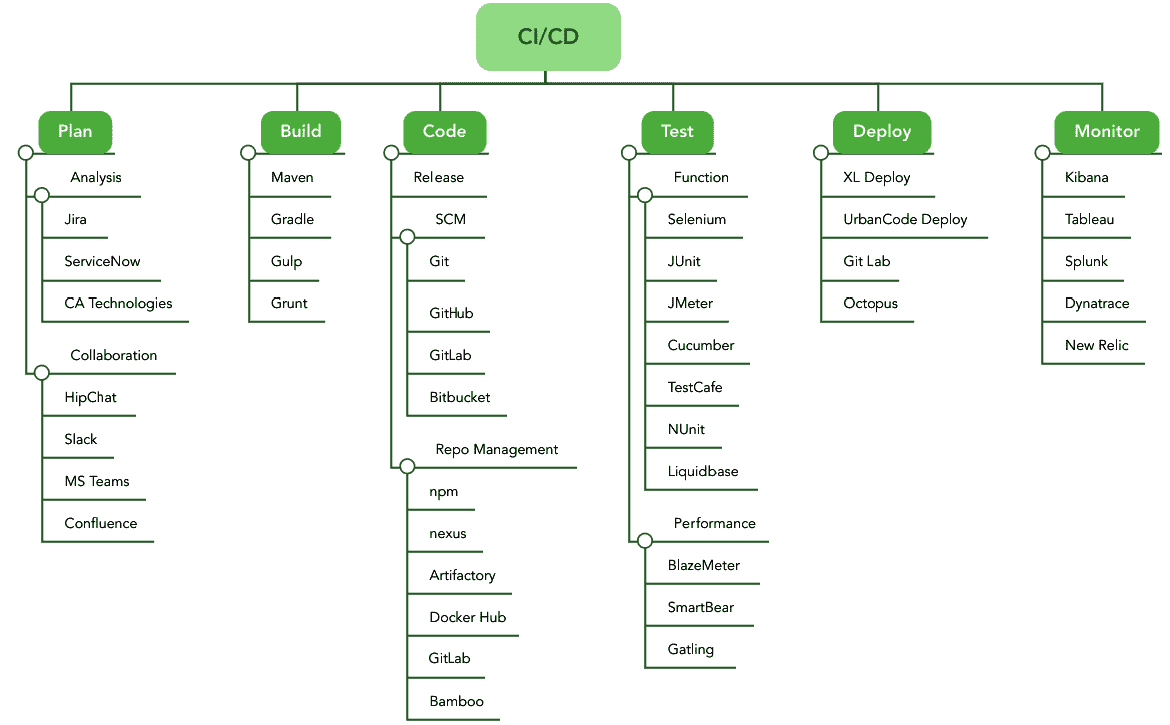 CI/CD
Plan
Analysis
Jira
ServiceNow
CA Technologies
Collaboration
HipChat
Slack
MS Teams
Confluence
Build
Maven
Gradle
Gulp
Grunt
Code
Release
SCM
Git
GitHub
GitLab
Bitbucket
Repo Management
npm
nexus
Artifactory
Docker Hub
GitLab
Bamboo
Test
Function
Selenium
JUnit
JMeter
Cucumber
TestCafe
NUnit
Liquidbase
Performance
BlazeMeter
SmartBear
Gatling
Deploy
XL Deploy
UrbanCode Deploy
Git Lab
Octopus
Monitor
Kibana
Tableau
Splunk
Dynatrace
New Relic